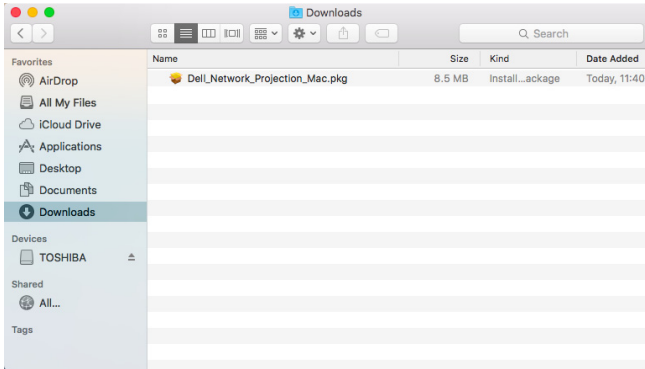 Downloads
Search
Favorites
AirDrop
All My Files
iCloud Drive
Applications
Desktop
Documents
Downloads
Devices
TOSHIBA
Shared
All...
Tags
Name Size Kind Date Added
Dell_Network_Projection_Mac.pkg 8.5 MB Install...ackage Today, 11:40